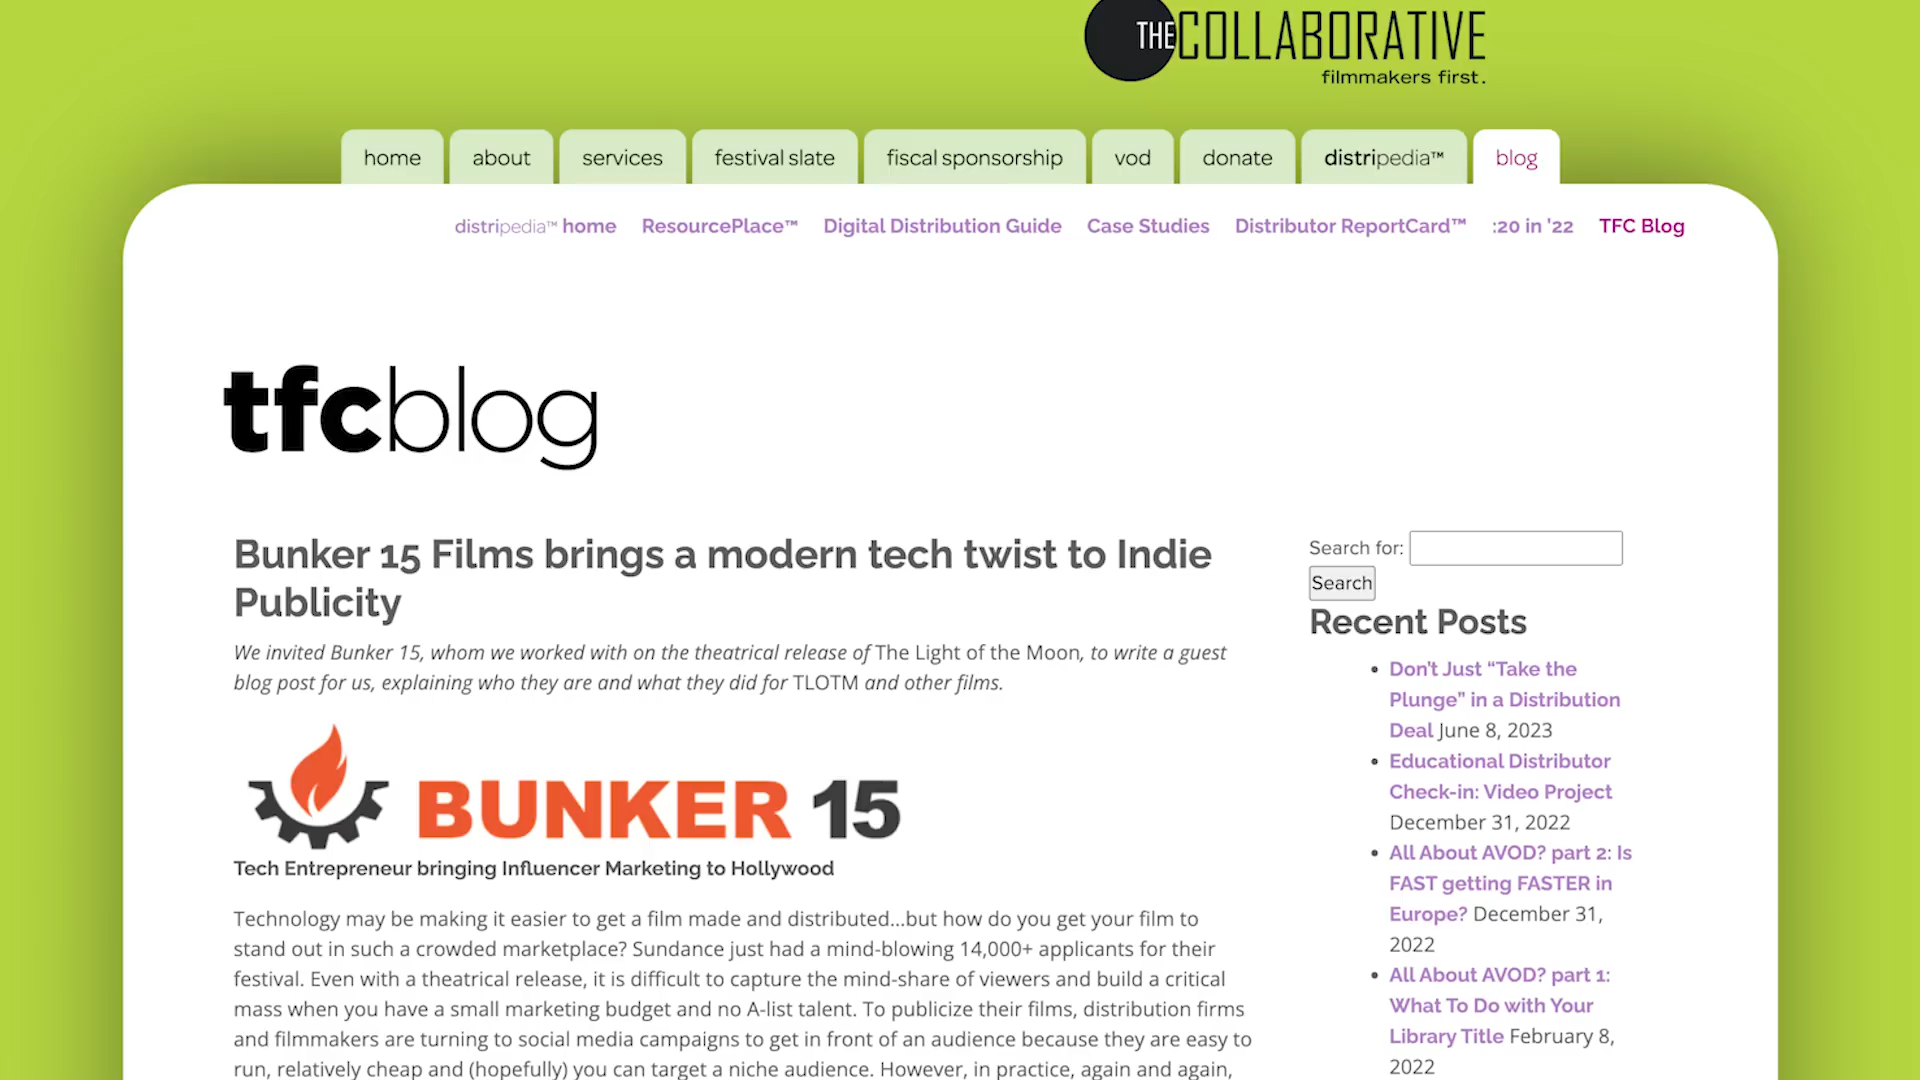 THE COLLABORATIVE
filmmakers first.
home about services festival slate fiscal sponsorship vod donate distripedia™ blog
distripedia™ home ResourcePlace™ Digital Distribution Guide Case Studies Distributor ReportCard™ :20 in '22 TFC Blog
tfcblog
Bunker 15 Films brings a modern tech twist to Indie
Publicity
We invited Bunker 15, whom we worked with on the theatrical release of The Light of the Moon, to write a guest
blog post for us, explaining who they are and what they did for TLOTM and other films.
BUNKER 15
Tech Entrepreneur bringing Influencer Marketing to Hollywood
Technology may be making it easier to get a film made and distributed...but how do you get your film to
stand out in such a crowded marketplace? Sundance just had a mind-blowing 14,000+ applicants for their
festival. Even with a theatrical release, it is difficult to capture the mind-share of viewers and build a critical
mass when you have a small marketing budget and no A-list talent. To publicize their films, distribution firms
and filmmakers are turning to social media campaigns to get in front of an audience because they are easy to
run, relatively cheap and (hopefully) you can target a niche audience. However, in practice, again and again,
Search for:
Search
Recent Posts
• Don't Just “Take the
Plunge” in a Distribution
Deal June 8, 2023
• Educational Distributor
Check-in: Video Project
December 31, 2022
• All About AVOD? part 2: Is
FAST getting FASTER in
Europe? December 31,
2022
• All About AVOD? part 1:
What To Do with Your
Library Title February 8,
2022